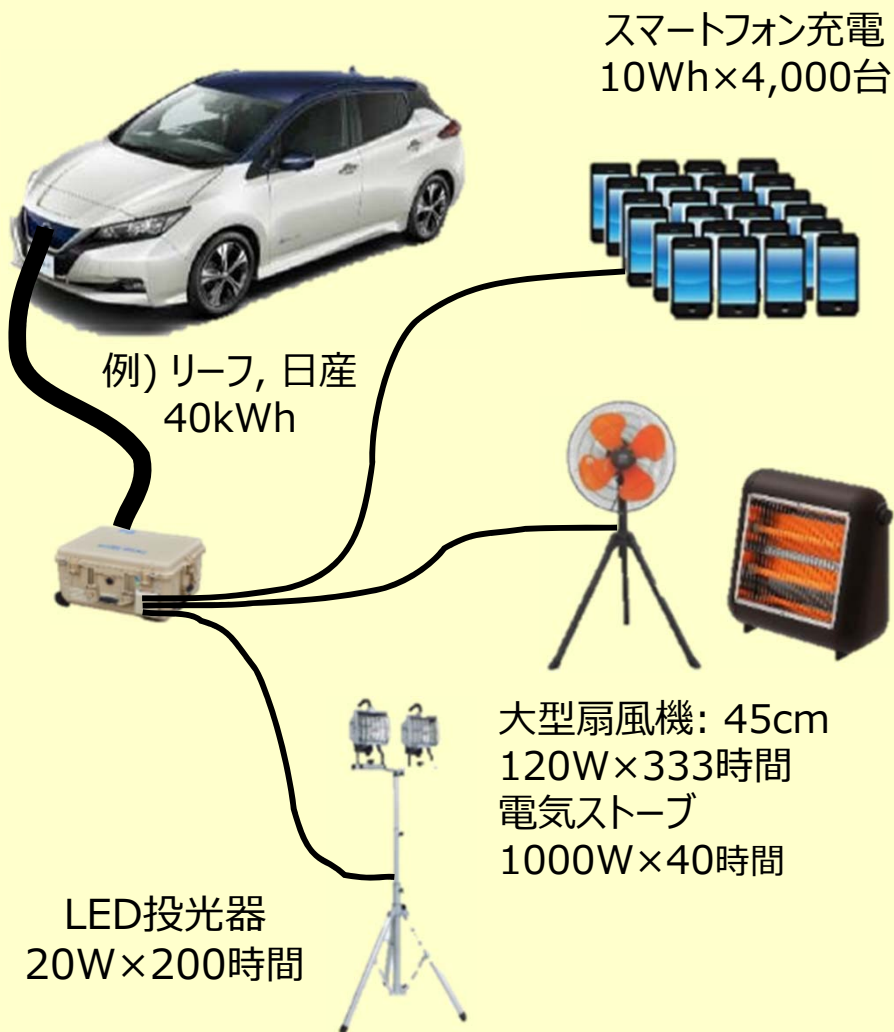 スマートフォン充電
10Wh×4,000台
例) リーフ, 日産
40kWh
大型扇風機: 45cm
120W×333時間
電気ストーブ
1000W×40時間
LED投光器
20W×200時間